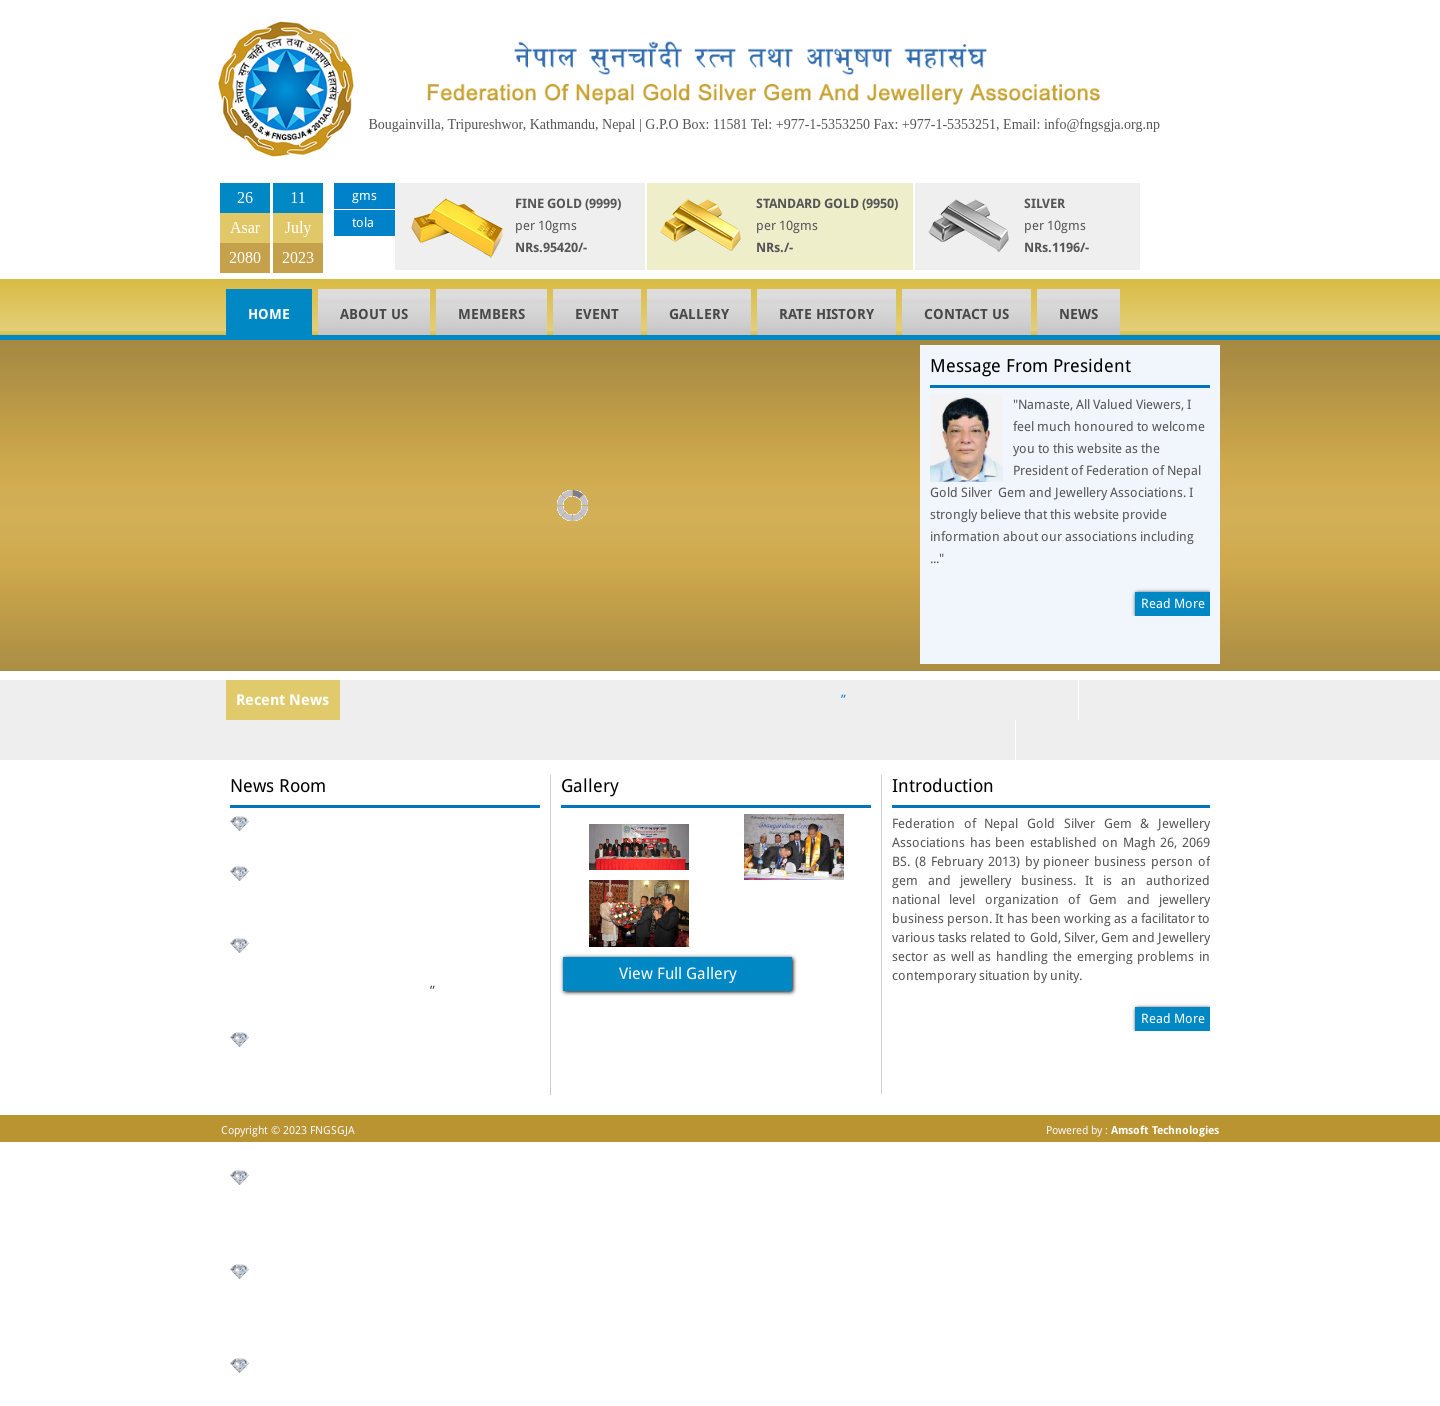 नेपाल सुनचाँदी रत्न तथा आभुषण महासंघ
Federation Of Nepal Gold Silver Gem And Jewellery Associations
Bougainvilla, Tripureshwor, Kathmandu, Nepal | G.P.O Box: 11581 Tel: +977-1-5353250 Fax: +977-1-5353251, Email: info@fngsgja.org.np
नेपाल सुन चाँदी रत्न तथा आभुषण महासंघ
2069 B.S. ★ FNGSGJA ★ 2013 A.D.
26 11
Asar July
2080 2023
gms
tola
FINE GOLD (9999)
per 10gms
NRs.95420/-
STANDARD GOLD (9950)
per 10gms
NRs./-
SILVER
per 10gms
NRs.1196/-
HOME ABOUT US MEMBERS EVENT GALLERY RATE HISTORY CONTACT US NEWS
Message From President
"Namaste, All Valued Viewers, I
feel much honoured to welcome
you to this website as the
President of Federation of Nepal
Gold Silver  Gem and Jewellery Associations. I
strongly believe that this website provide
information about our associations including
..."
Read More
Recent News
”
News Room
”
Gallery
View Full Gallery
Introduction
Federation of Nepal Gold Silver Gem & Jewellery
Associations has been established on Magh 26, 2069
BS. (8 February 2013) by pioneer business person of
gem and jewellery business. It is an authorized
national level organization of Gem and jewellery
business person. It has been working as a facilitator to
various tasks related to Gold, Silver, Gem and Jewellery
sector as well as handling the emerging problems in
contemporary situation by unity.
Read More
Copyright © 2023 FNGSGJA
Powered by : Amsoft Technologies